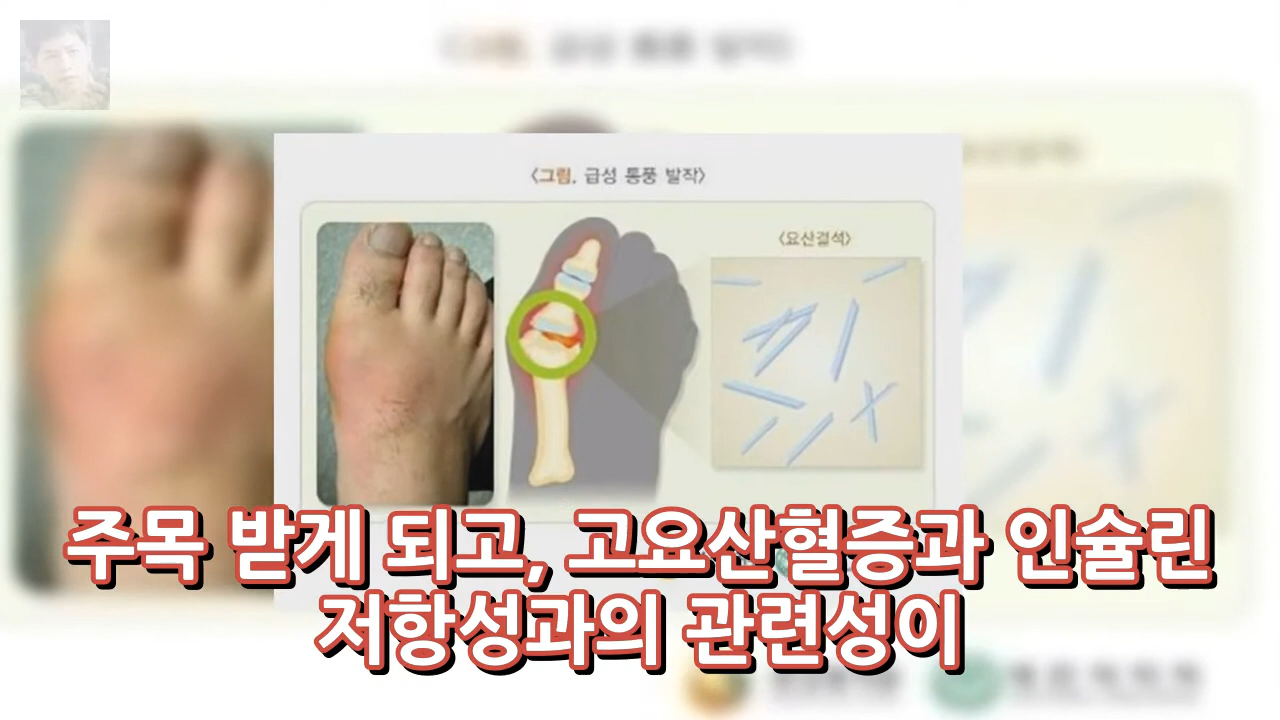 <그림. 급성 통풍 발작>
<요산결석>
주목 받게 되고, 고요산혈증과 인슐린
저항성과의 관련성이